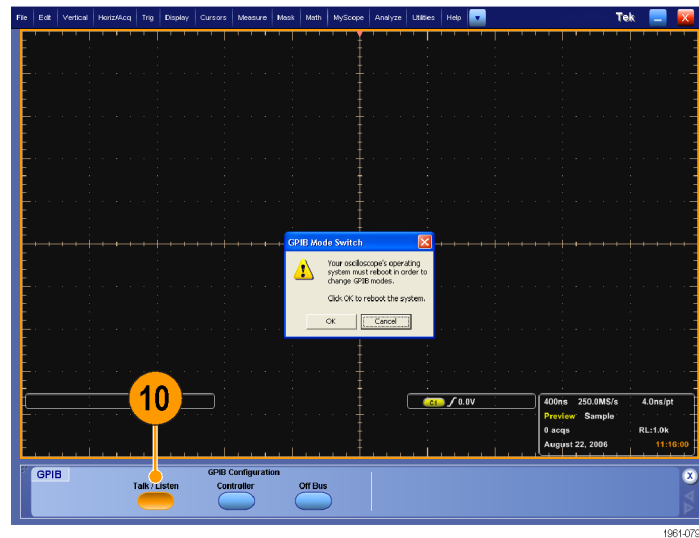 File Edit Vertical Horiz/Acq Trig Display Cursors Measure Mask Math MyScope Analyze Utilities Help Tek
GPIB Mode Switch
Your oscilloscope's operating
system must reboot in order to
change GPIB modes.
Click OK to reboot the system.
OK Cancel
10
C1 0.0V
400ns 250.0MS/s 4.0ns/pt
Preview Sample
0 acqs RL:1.0k
August 22, 2006 11:16:00
GPIB
GPIB Configuration
Talk / Listen Controller Off Bus
1961-079